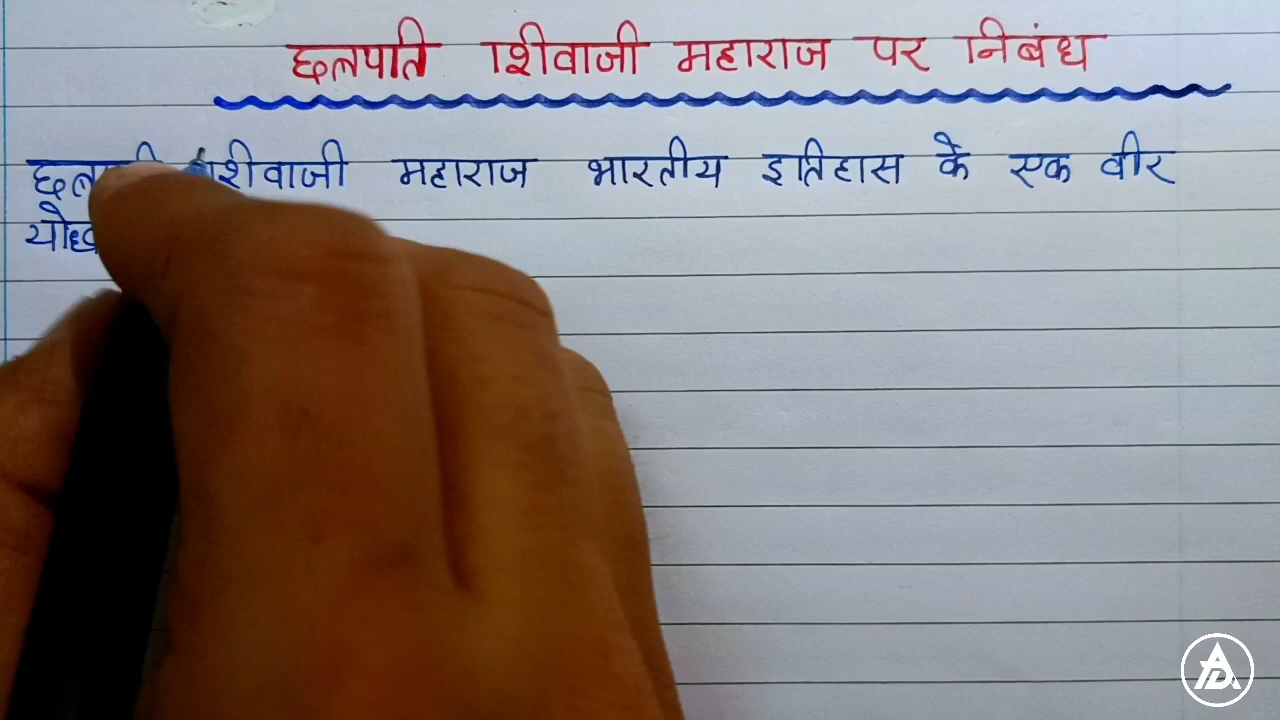 छत्रपति शिवाजी महाराज पर निबंध
शिवाजी महाराज भारतीय इतिहास के एक वीर